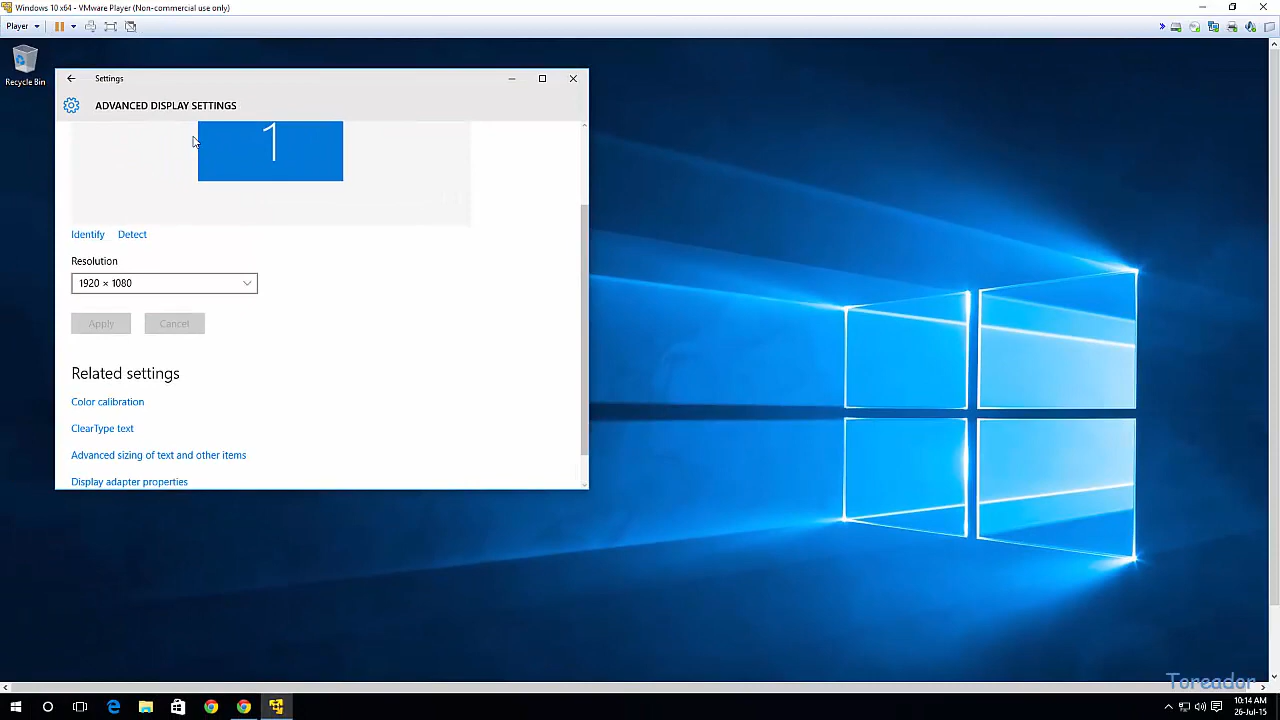 Windows 10 x64 - VMware Player (Non-commercial use only)
Player
Recycle Bin
Settings
ADVANCED DISPLAY SETTINGS
1
Identify Detect
Resolution
1920 × 1080
Apply Cancel
Related settings
Color calibration
ClearType text
Advanced sizing of text and other items
Display adapter properties
Toreador
10:14 AM
26-Jul-15